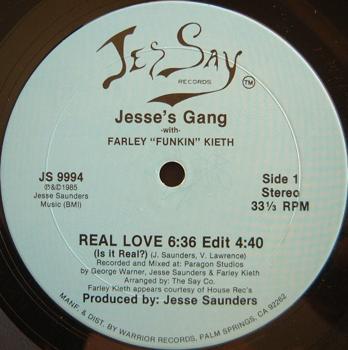 JES SAY
RECORDS
TM
Jesse's Gang
-with-
FARLEY "FUNKIN" KIETH
JS 9994
℗&©1985
Jesse Saunders
Music (BMI)
Side 1
Stereo
33⅓ RPM
REAL LOVE 6:36 Edit 4:40
(Is it Real?) (J. Saunders, V. Lawrence)
Recorded and Mixed at: Paragon Studios
by George Warner, Jesse Saunders & Farley Kieth
Arranged by: The Say Co.
Farley Kieth appears courtesy of House Rec's
Produced by: Jesse Saunders
MANF. & DIST. BY WARRIOR RECORDS, PALM SPRINGS, CA 92262